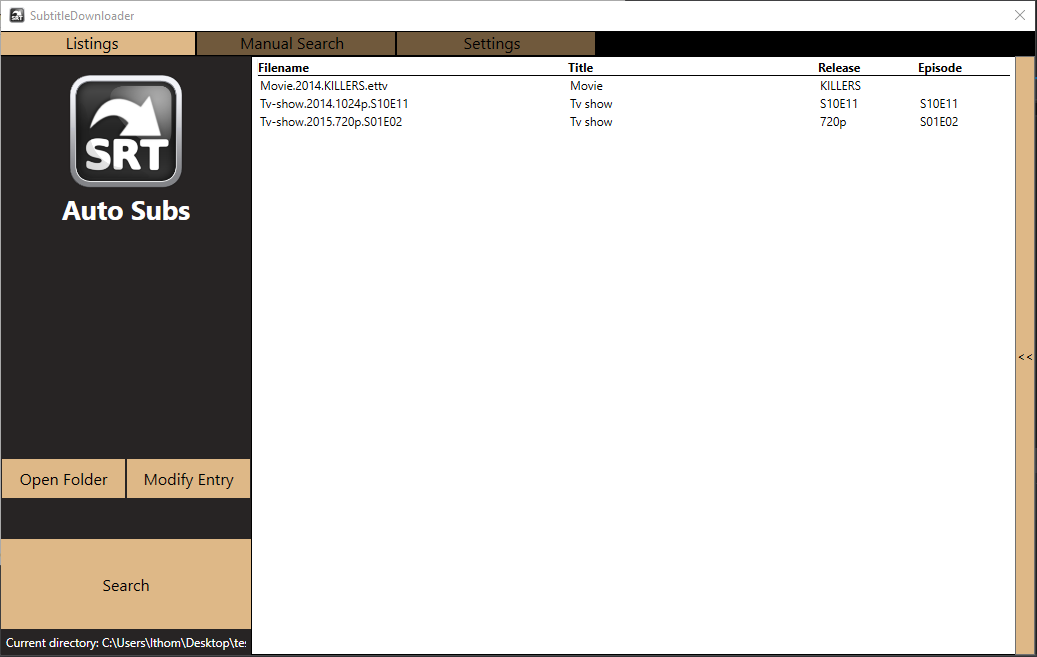 SubtitleDownloader
Listings Manual Search Settings
SRT
Auto Subs
Open Folder Modify Entry
Search
Current directory: C:\Users\lthom\Desktop\te
Filename Title Release Episode
Movie.2014.KILLERS.ettv Movie KILLERS
Tv-show.2014.1024p.S10E11 Tv show S10E11 S10E11
Tv-show.2015.720p.S01E02 Tv show 720p S01E02
<<